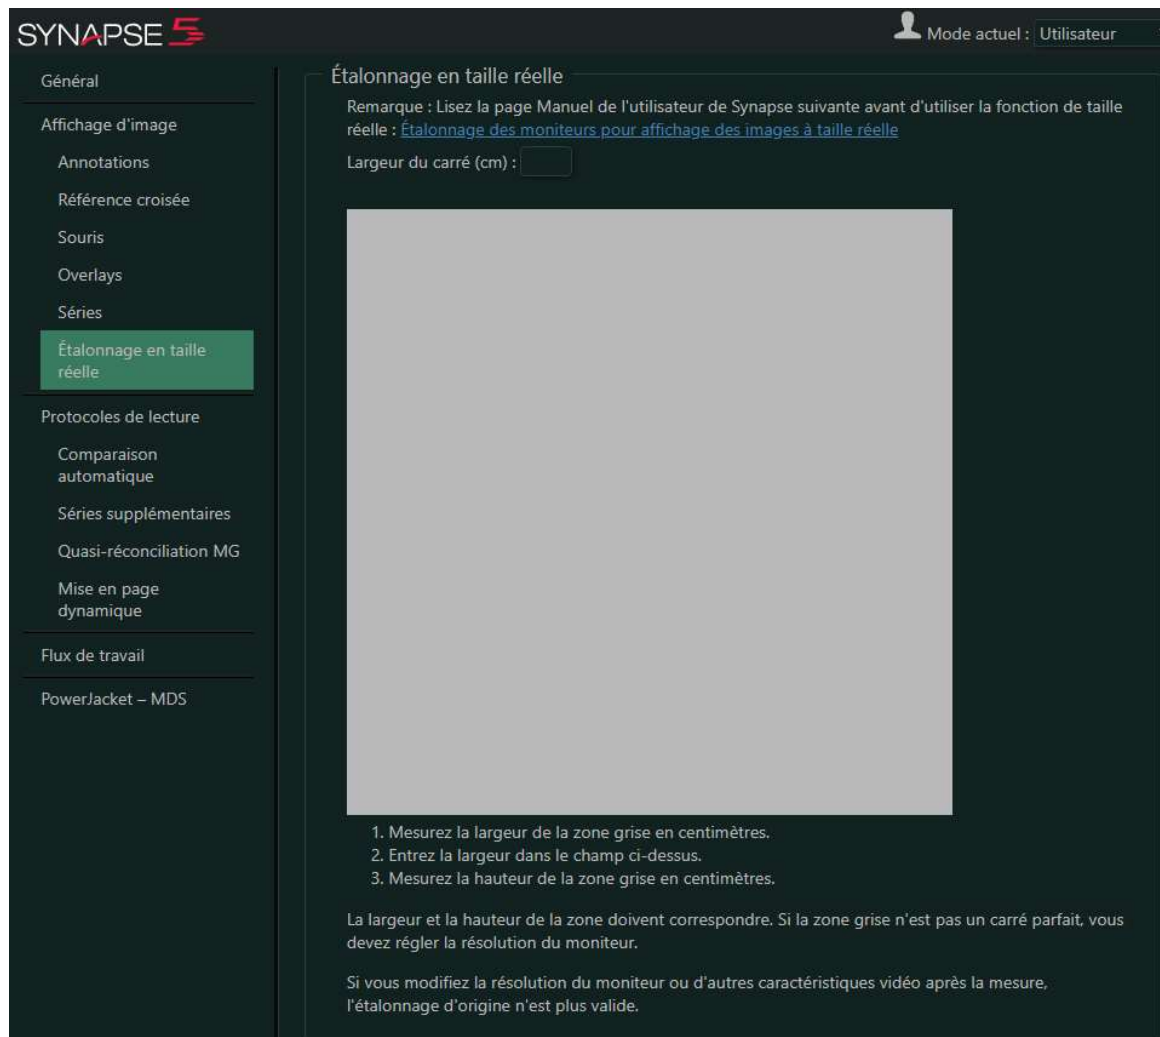 SYNAPSE 5
Mode actuel : Utilisateur
Général
Affichage d'image
Annotations
Référence croisée
Souris
Overlays
Séries
Étalonnage en taille
réelle
Protocoles de lecture
Comparaison
automatique
Séries supplémentaires
Quasi-réconciliation MG
Mise en page
dynamique
Flux de travail
PowerJacket – MDS
Étalonnage en taille réelle
Remarque : Lisez la page Manuel de l'utilisateur de Synapse suivante avant d'utiliser la fonction de taille
réelle : Étalonnage des moniteurs pour affichage des images à taille réelle
Largeur du carré (cm) :
1. Mesurez la largeur de la zone grise en centimètres.
2. Entrez la largeur dans le champ ci-dessus.
3. Mesurez la hauteur de la zone grise en centimètres.
La largeur et la hauteur de la zone doivent correspondre. Si la zone grise n'est pas un carré parfait, vous
devez régler la résolution du moniteur.
Si vous modifiez la résolution du moniteur ou d'autres caractéristiques vidéo après la mesure,
l'étalonnage d'origine n'est plus valide.